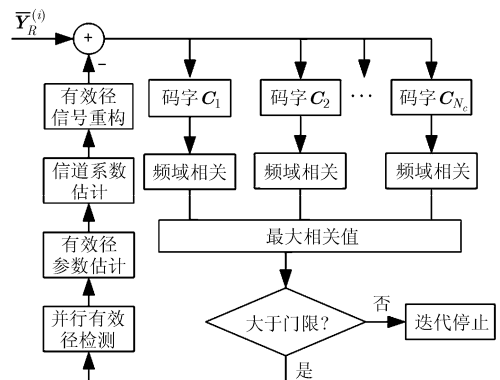 Ȳ_R^(i)
+
−
有效径
信号重构
码字 C₁
码字 C₂
···
码字 C_{N_c}
信道系数
估计
频域相关
频域相关
频域相关
有效径
参数估计
最大相关值
并行有效
径检测
大于门限?
否
迭代停止
是